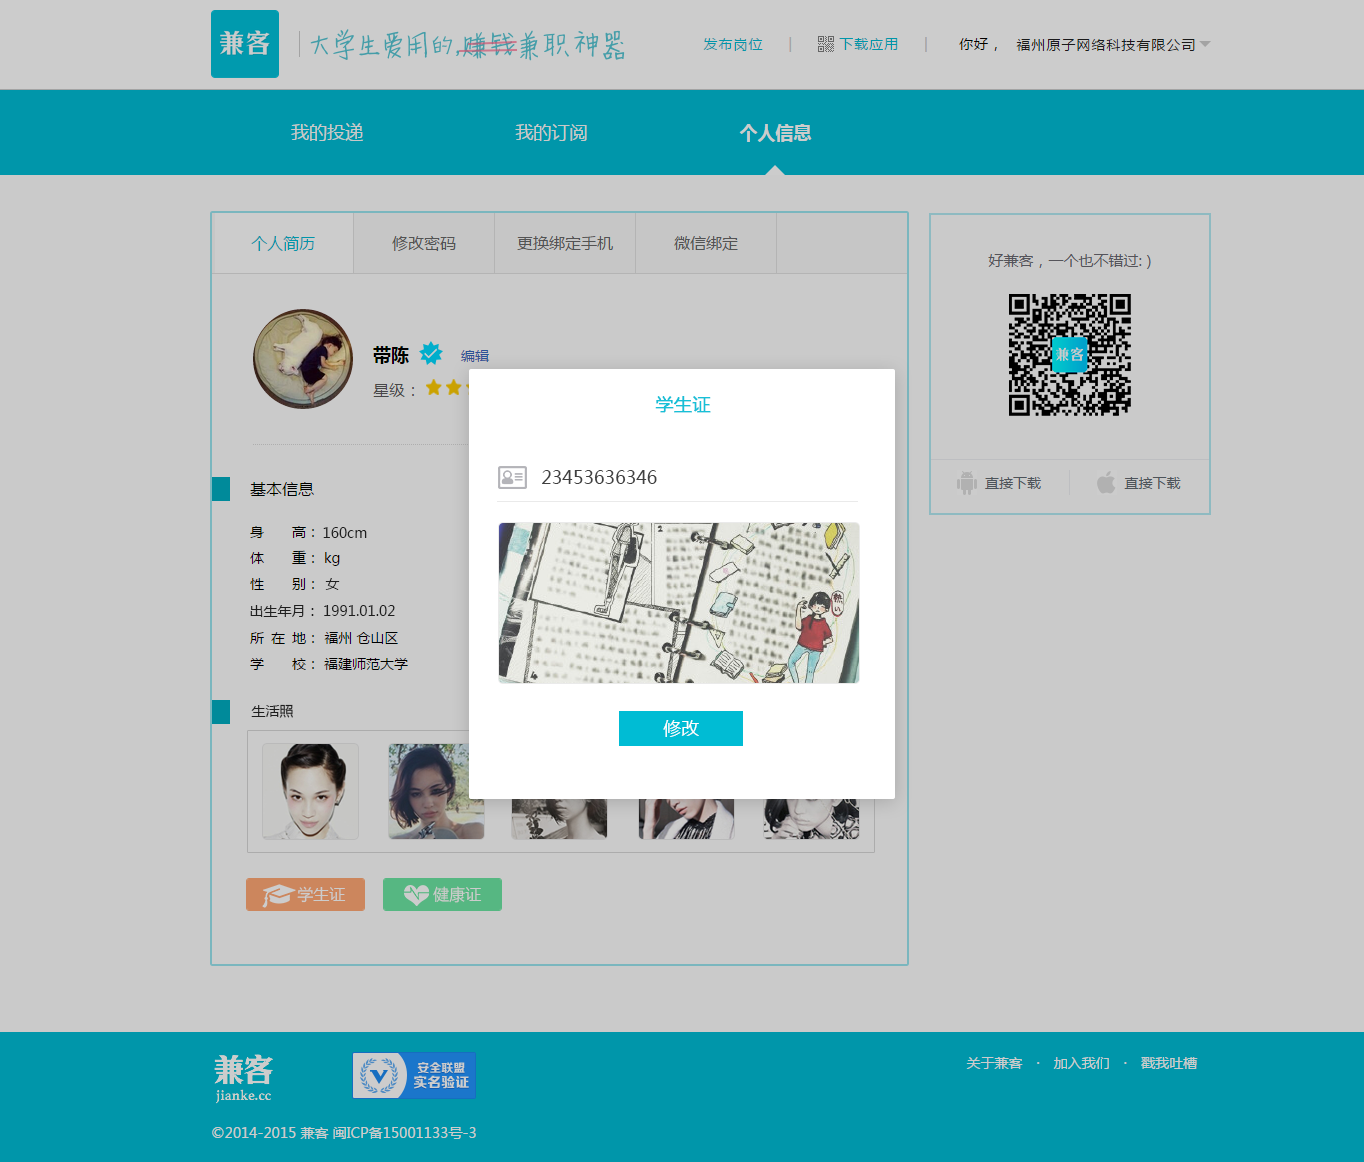 兼客
大学生爱用的,赚钱兼职神器
发布岗位 | 下载应用 | 你好， 福州原子网络科技有限公司
我的投递 我的订阅 个人信息
个人简历 修改密码 更换绑定手机 微信绑定
带陈 编辑
星级：
基本信息
身 高：160cm
体 重： kg
性 别： 女
出生年月：1991.01.02
所 在 地： 福州 仓山区
学 校： 福建师范大学
生活照
学生证 健康证
学生证
23453636346
修改
好兼客，一个也不错过: )
兼客
直接下载 直接下载
兼客
jianke.cc
安全联盟
实名验证
关于兼客 · 加入我们 · 戳我吐槽
©2014-2015 兼客 闽ICP备15001133号-3